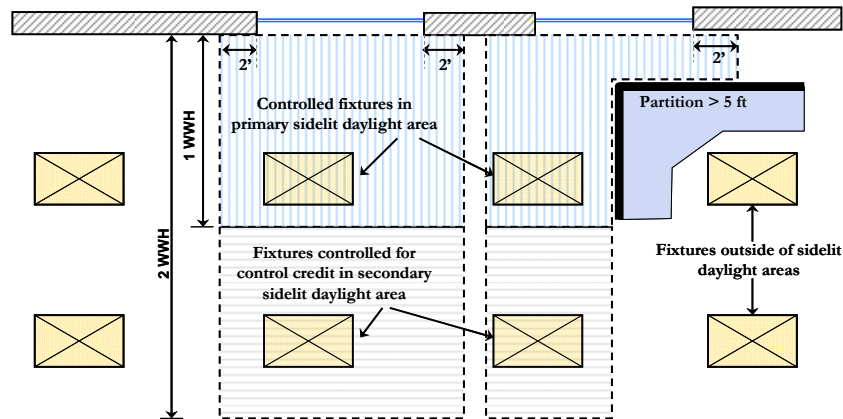 2'
2'
2'
Controlled fixtures in
primary sidelit daylight area
Partition > 5 ft
1 WWH
2 WWH
Fixtures controlled for
control credit in secondary
sidelit daylight area
Fixtures outside of sidelit
daylight areas